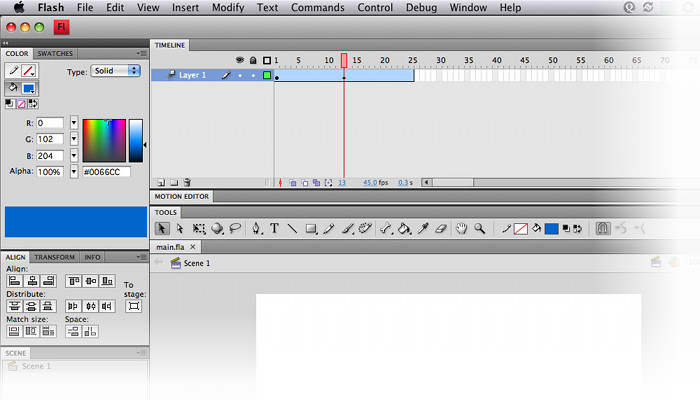 Flash File Edit View Insert Modify Text Commands Control Debug Window Help
Fl
COLOR SWATCHES
Type: Solid
R: 0
G: 102
B: 204
Alpha: 100% #0066CC
ALIGN TRANSFORM INFO
Align:
Distribute:
To stage:
Match size: Space:
SCENE
Scene 1
TIMELINE
1 5 10 15 20 25 30 35 40 45 50 55 60 65 70 75
Layer 1
13 45.0 fps 0.3 s
MOTION EDITOR
TOOLS
T
main.fla
Scene 1